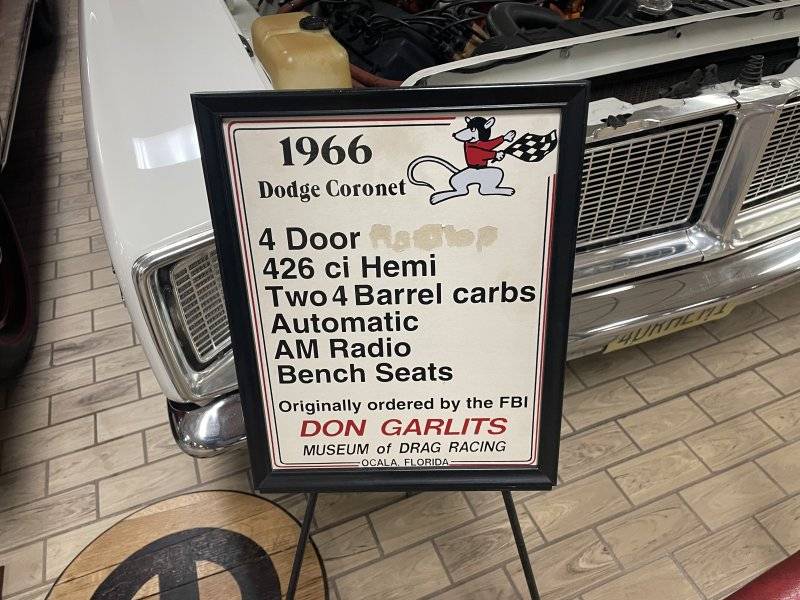 1966
Dodge Coronet
4 Door
426 ci Hemi
Two 4 Barrel carbs
Automatic
AM Radio
Bench Seats
Originally ordered by the FBI
DON GARLITS
MUSEUM of DRAG RACING
OCALA, FLORIDA
4DRHEMI